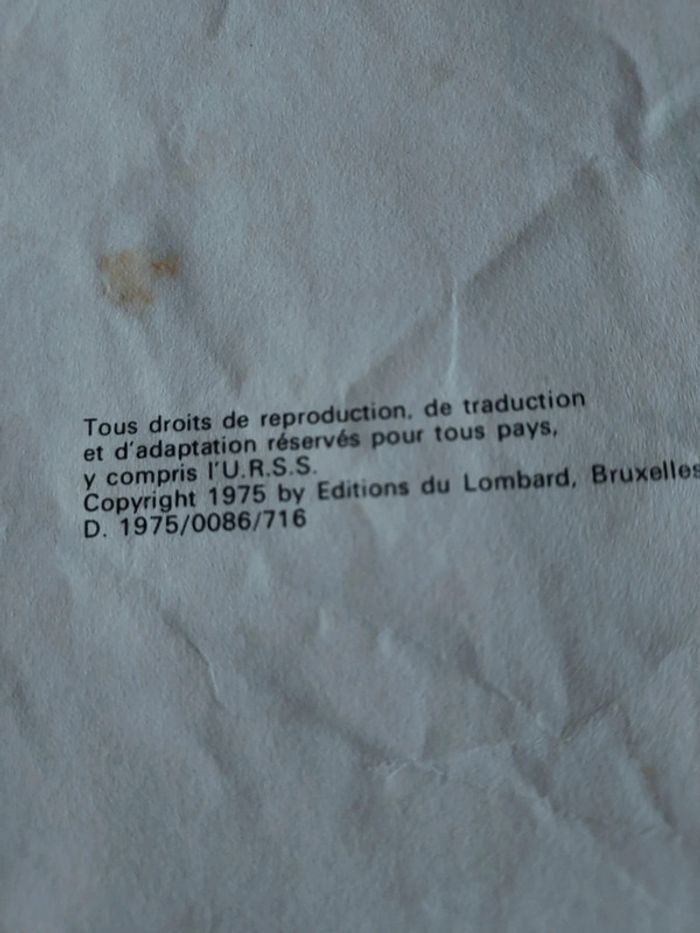 Tous droits de reproduction, de traduction
et d'adaptation réservés pour tous pays,
y compris l'U.R.S.S.
Copyright 1975 by Editions du Lombard, Bruxelles
D. 1975/0086/716